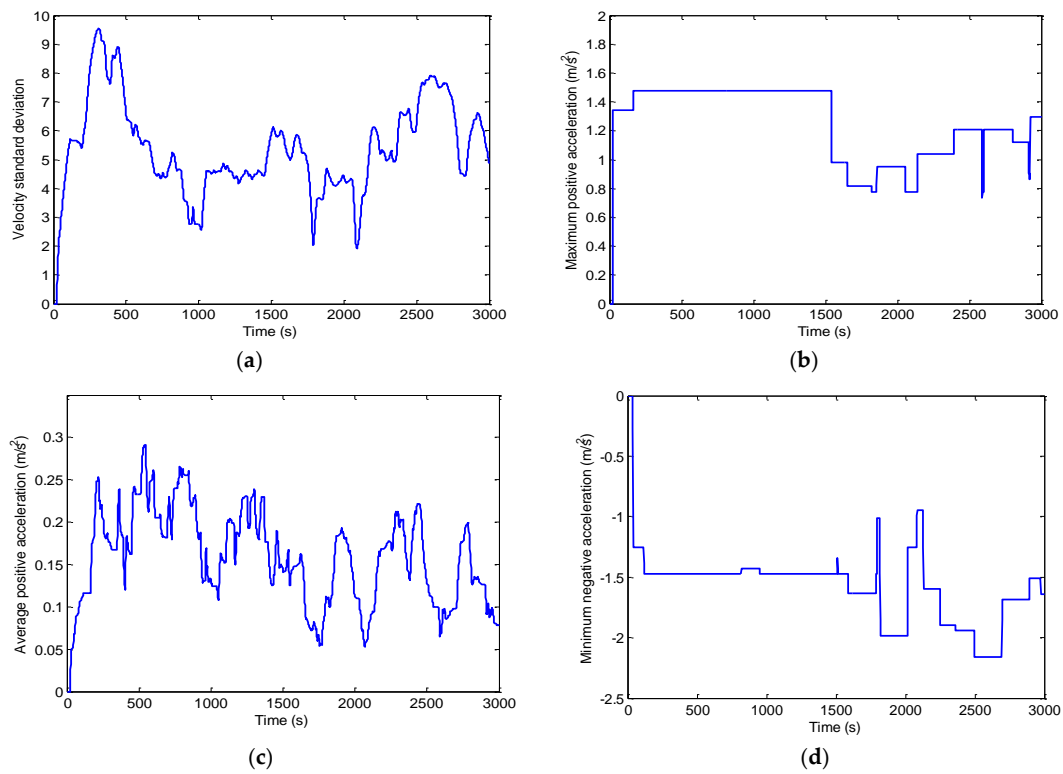 10
9
8
7
6
5
4
3
2
1
0
Velocity standard deviation
0 500 1000 1500 2000 2500 3000
Time (s)
(a)
2
1.8
1.6
1.4
1.2
1
0.8
0.6
0.4
0.2
0
Maximum positive acceleration (m/s²)
0 500 1000 1500 2000 2500 3000
Time (s)
(b)
0.3
0.25
0.2
0.15
0.1
0.05
0
Average positive acceleration (m/s²)
0 500 1000 1500 2000 2500 3000
Time (s)
(c)
0
-0.5
-1
-1.5
-2
-2.5
Minimum negative acceleration (m/s²)
0 500 1000 1500 2000 2500 3000
Time (s)
(d)